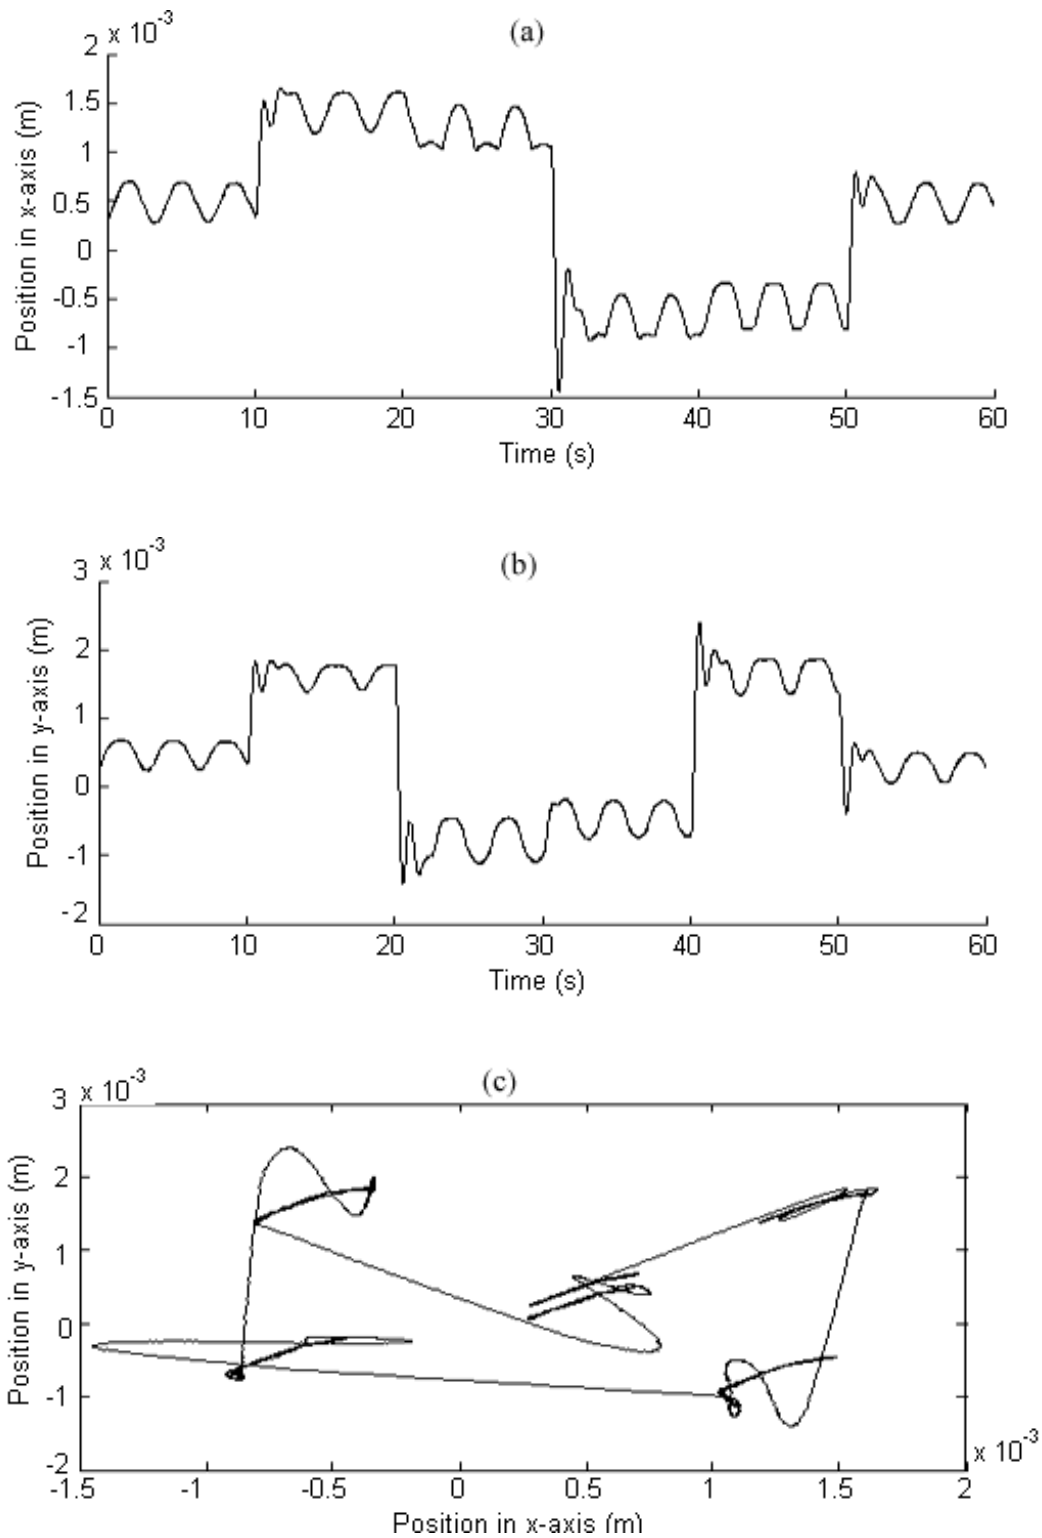 (a)
x 10-3
2
1.5
1
0.5
0
-0.5
-1
-1.5
Position in x-axis (m)
0 10 20 30 40 50 60
Time (s)
(b)
x 10-3
3
2
1
0
-1
-2
Position in y-axis (m)
0 10 20 30 40 50 60
Time (s)
(c)
x 10-3
3
2
1
0
-1
-2
Position in y-axis (m)
x 10-3
-1.5 -1 -0.5 0 0.5 1 1.5 2
Position in x-axis (m)